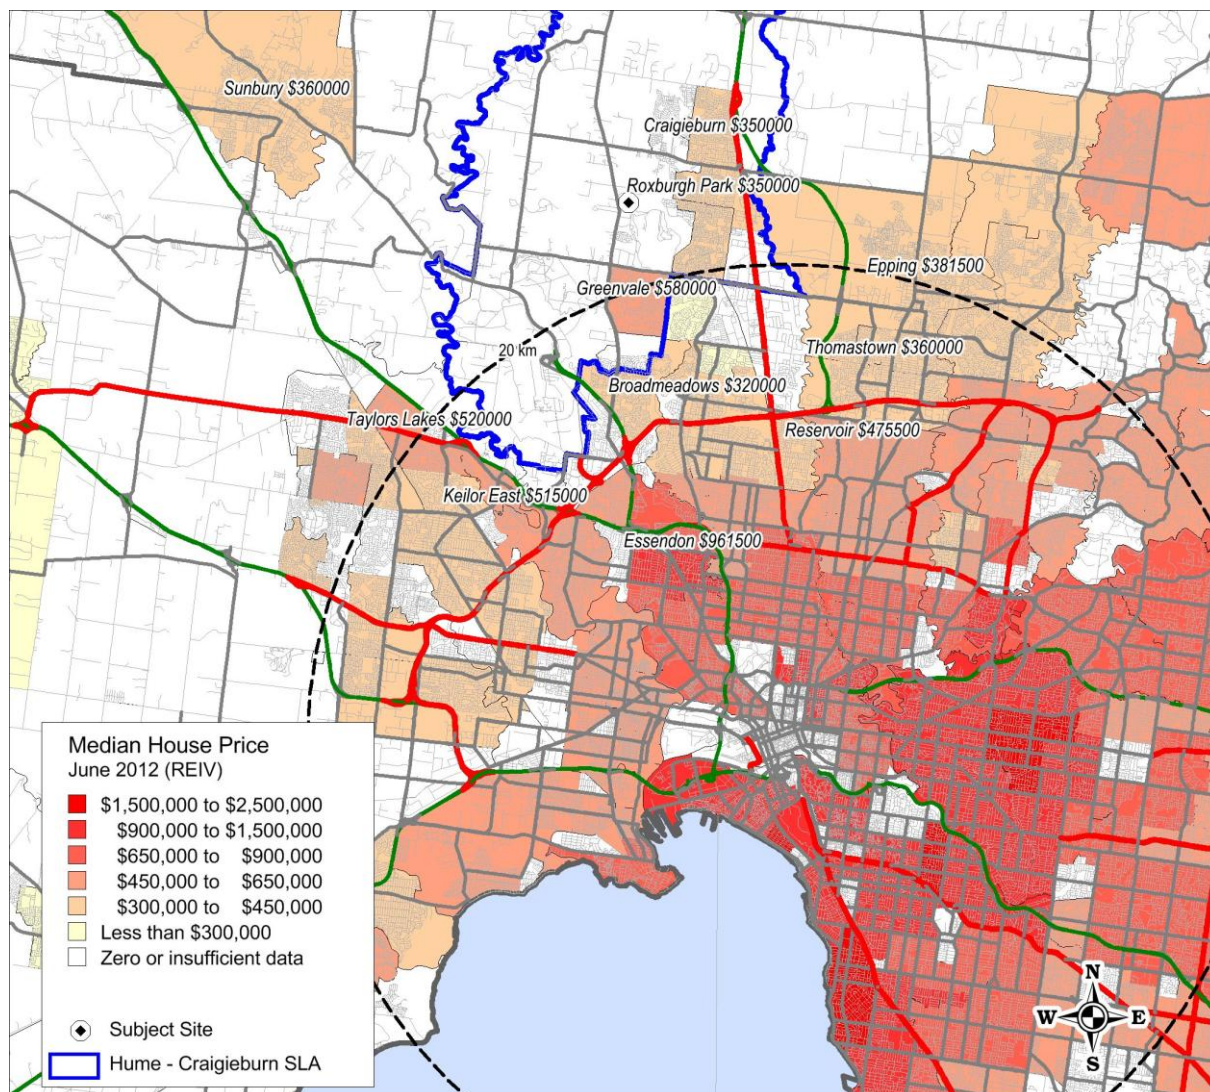 Sunbury $360000
Craigieburn $350000
Roxburgh Park $350000
Epping $381500
Greenvale $580000
Thomastown $360000
20 km
Broadmeadows $320000
Taylors Lakes $520000
Reservoir $475500
Keilor East $515000
Essendon $961500
Median House Price
June 2012 (REIV)
$1,500,000 to $2,500,000
$900,000 to $1,500,000
$650,000 to $900,000
$450,000 to $650,000
$300,000 to $450,000
Less than $300,000
Zero or insufficient data
Subject Site
Hume - Craigieburn SLA
N
W E
S